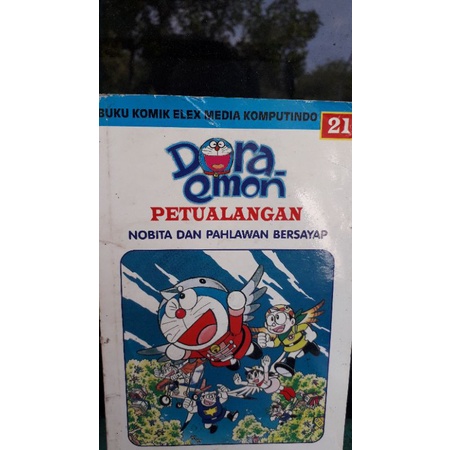 BUKU KOMIK ELEX MEDIA KOMPUTINDO
21
Dora
emon
PETUALANGAN
NOBITA DAN PAHLAWAN BERSAYAP